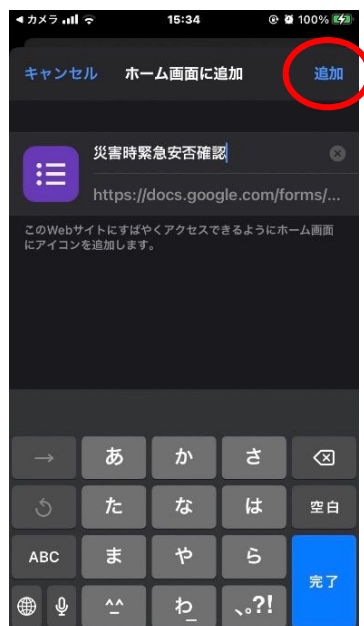 カメラ 15:34 100%
キャンセル ホーム画面に追加 追加
災害時緊急安否確認
https://docs.google.com/forms/...
このWebサイトにすばやくアクセスできるようにホーム画面
にアイコンを追加します。
→ あ か さ
た な は 空白
ABC ま や ら 完了
^^ わ_ 、。?!